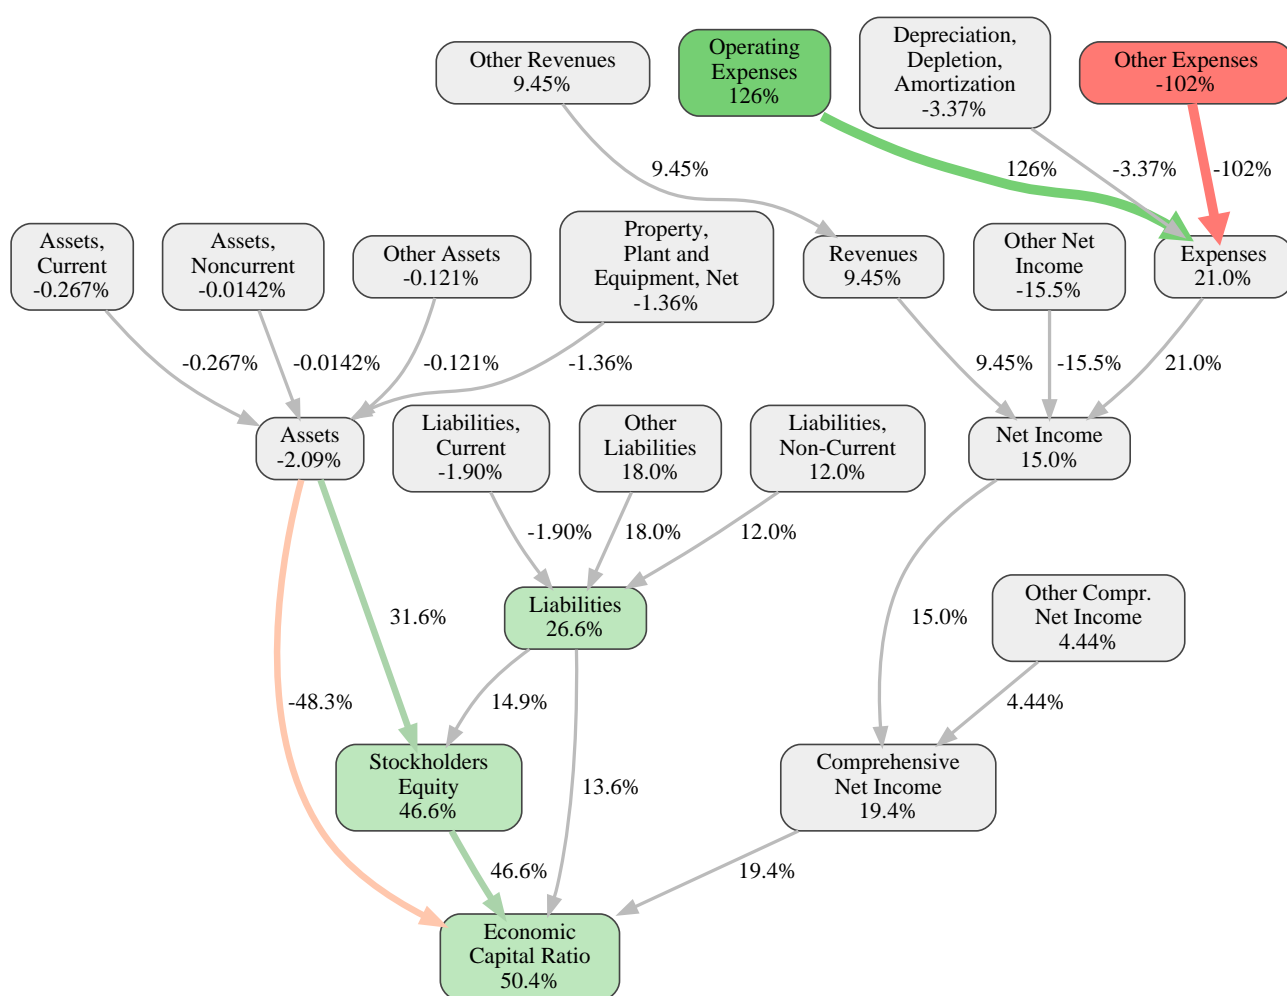 Other Revenues
9.45%
Operating
Expenses
126%
Depreciation,
Depletion,
Amortization
-3.37%
Other Expenses
-102%
9.45%
126%
-3.37%
-102%
Assets,
Current
-0.267%
Assets,
Noncurrent
-0.0142%
Other Assets
-0.121%
Property,
Plant and
Equipment, Net
-1.36%
Revenues
9.45%
Other Net
Income
-15.5%
Expenses
21.0%
-0.267%
-0.0142%
-0.121%
-1.36%
9.45%
-15.5%
21.0%
Assets
-2.09%
Liabilities,
Current
-1.90%
Other
Liabilities
18.0%
Liabilities,
Non-Current
12.0%
Net Income
15.0%
-1.90%
18.0%
12.0%
31.6%
Liabilities
26.6%
15.0%
Other Compr.
Net Income
4.44%
-48.3%
14.9%
4.44%
Stockholders
Equity
46.6%
13.6%
Comprehensive
Net Income
19.4%
46.6%
19.4%
Economic
Capital Ratio
50.4%